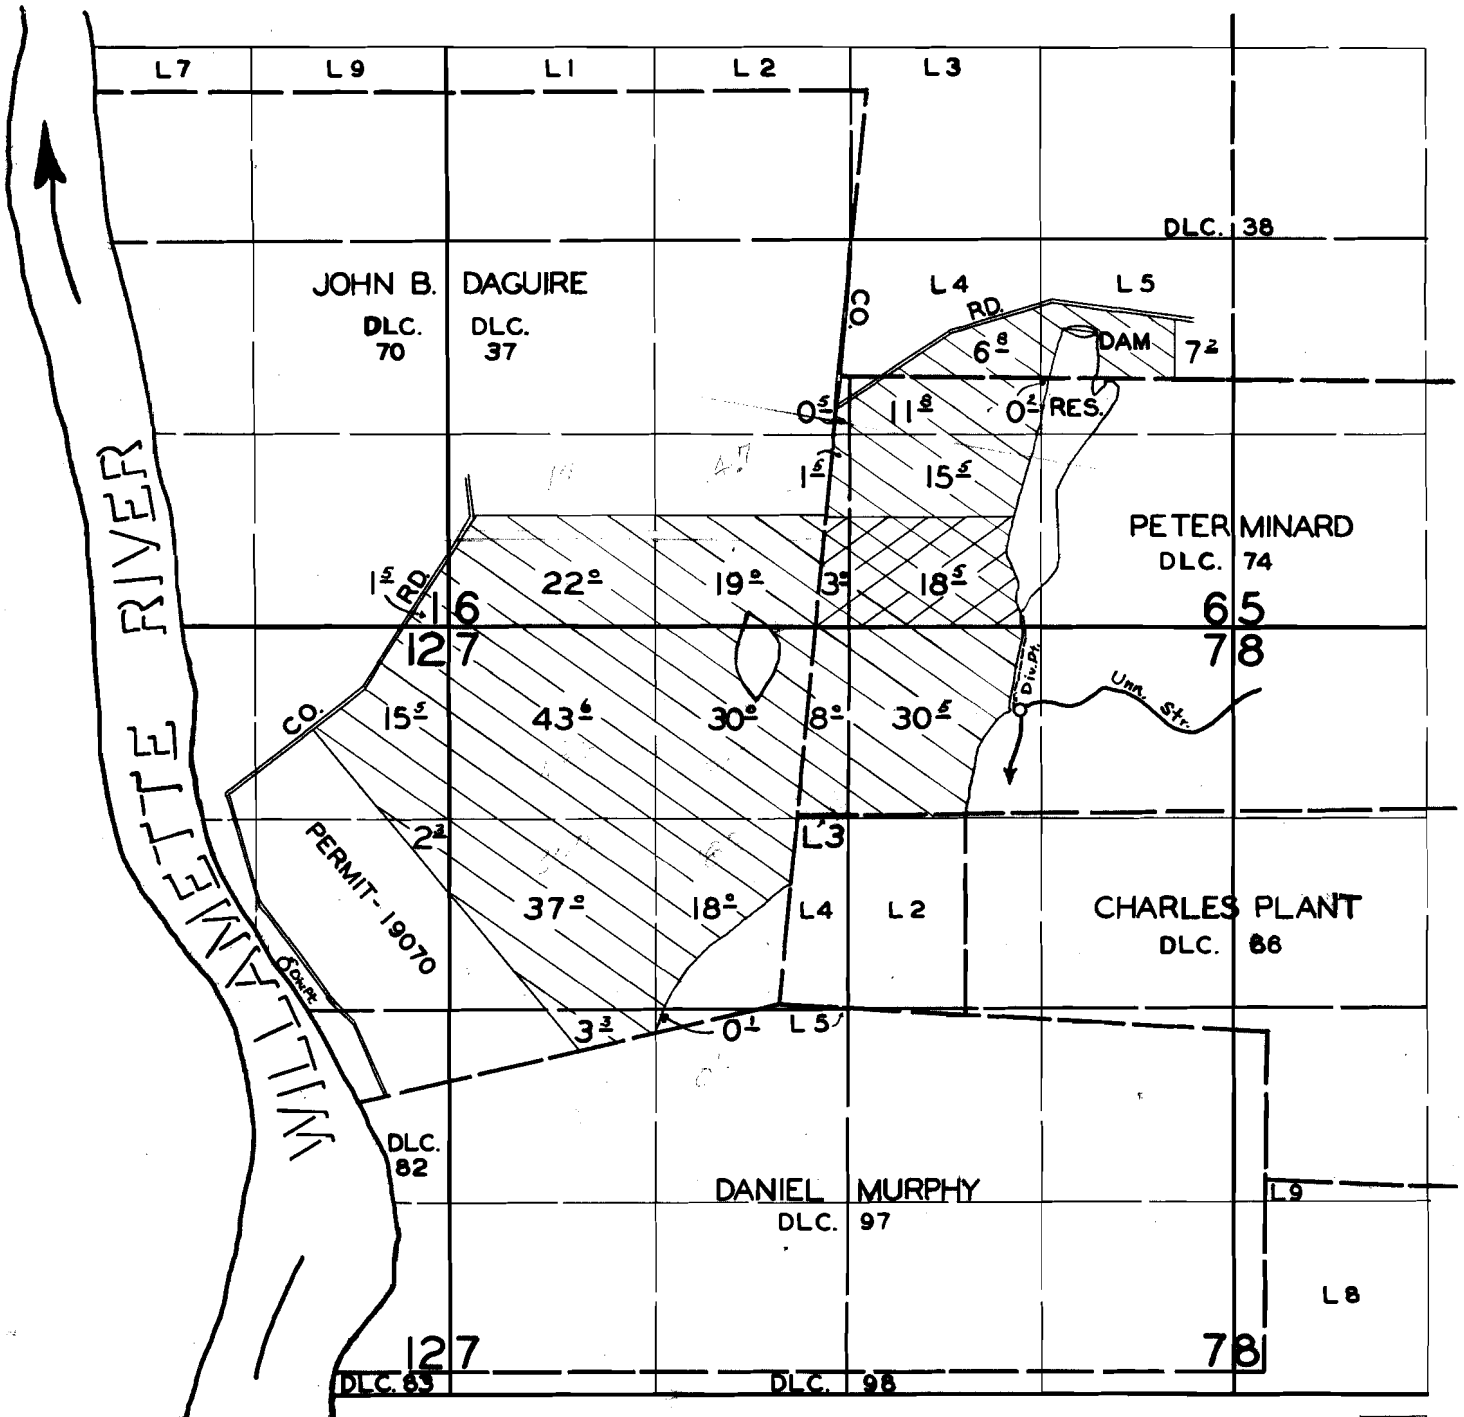 L7 L9 L1 L2 L3
DLC. 38
JOHN B. DAGUIRE
DLC. DLC.
70 37
CO.
L4 L5
RD.
DAM
6 8
7 2
0 5
11 8
0 2 RES.
4.7
1 5
15 5
PETER MINARD
DLC. 74
WILLAMETTE RIVER
1 5
RD.
22 0
19 0
3 0
18 5
1 6
12 7
6 5
7 8
Div. Pt.
Unn. Str.
CO.
15 5
43 6
30 0
8 0
30 5
L3
2 3
PERMIT-19070
37 0
18 0
L4 L2
CHARLES PLANT
DLC. 86
Div. Pt.
3 3
0 1
L5
DLC.
82
DANIEL MURPHY
DLC. 97
L9
L8
12 7
7 8
DLC. 83
DLC. 98